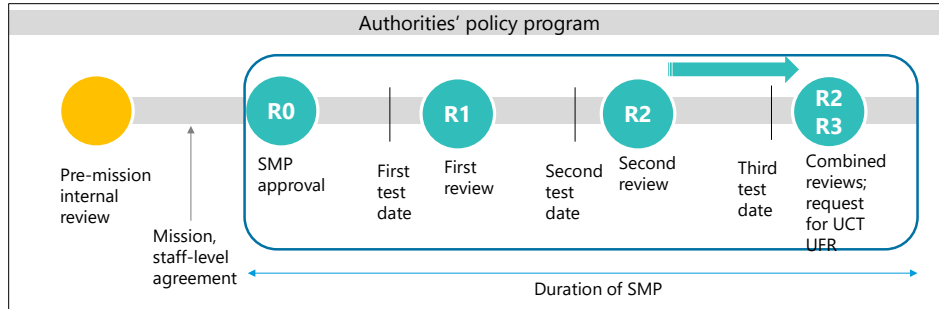 Authorities' policy program
R0
R1
R2
R2
R3
Pre-mission
internal
review
Mission,
staff-level
agreement
SMP
approval
First
test
date
First
review
Second
test
date
Second
review
Third
test
date
Combined
reviews;
request
for UCT
UFR
Duration of SMP